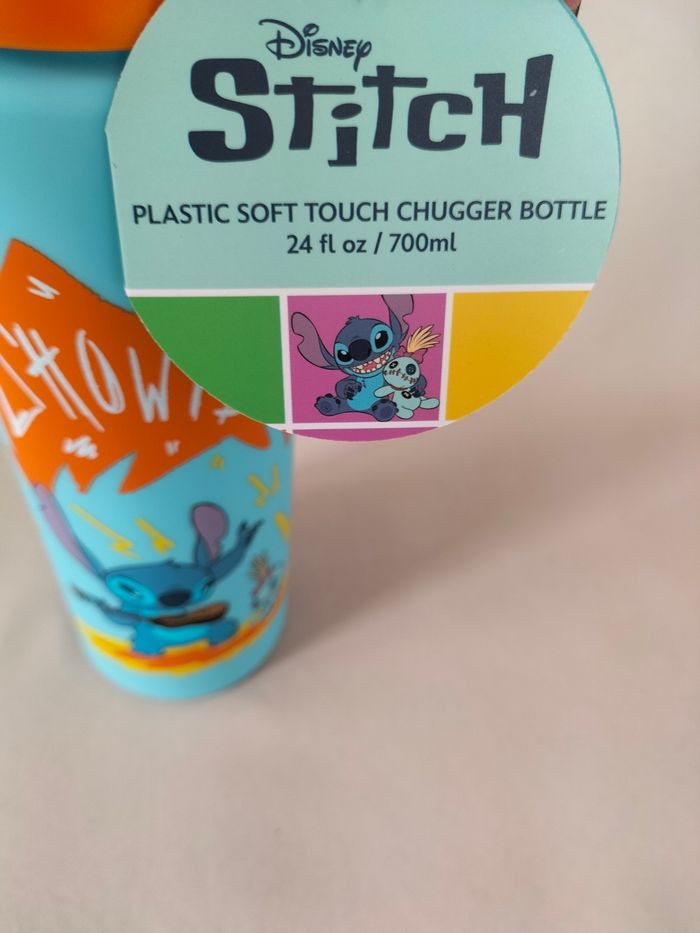 Disney
Stitch
PLASTIC SOFT TOUCH CHUGGER BOTTLE
24 fl oz / 700ml